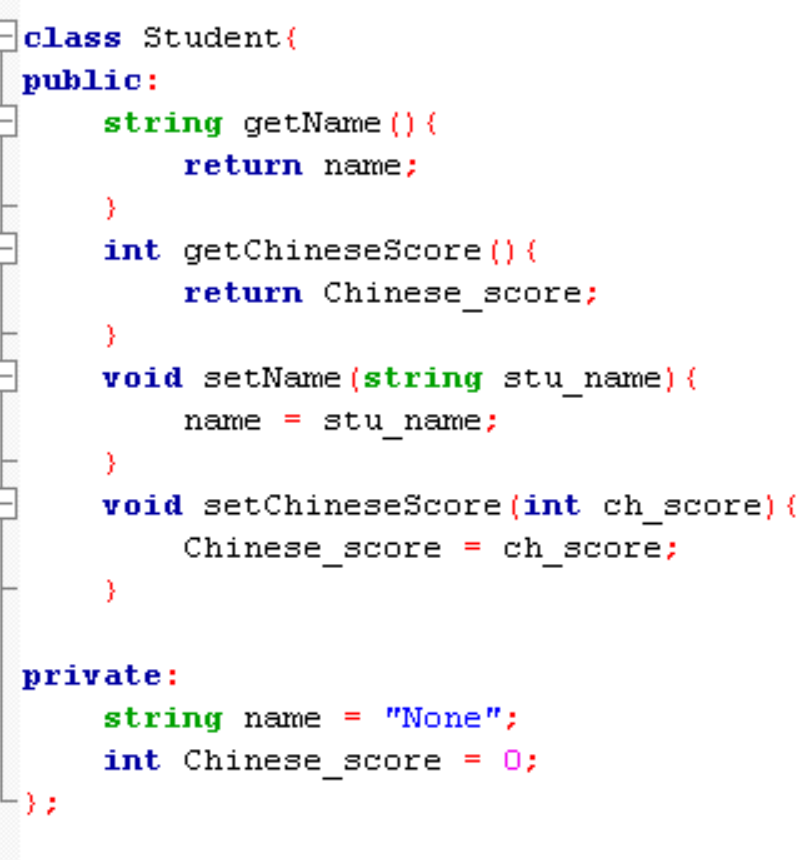 class Student{
public:
    string getName(){
        return name;
    }
    int getChineseScore(){
        return Chinese_score;
    }
    void setName(string stu_name){
        name = stu_name;
    }
    void setChineseScore(int ch_score){
        Chinese_score = ch_score;
    }

private:
    string name = "None";
    int Chinese_score = 0;
};